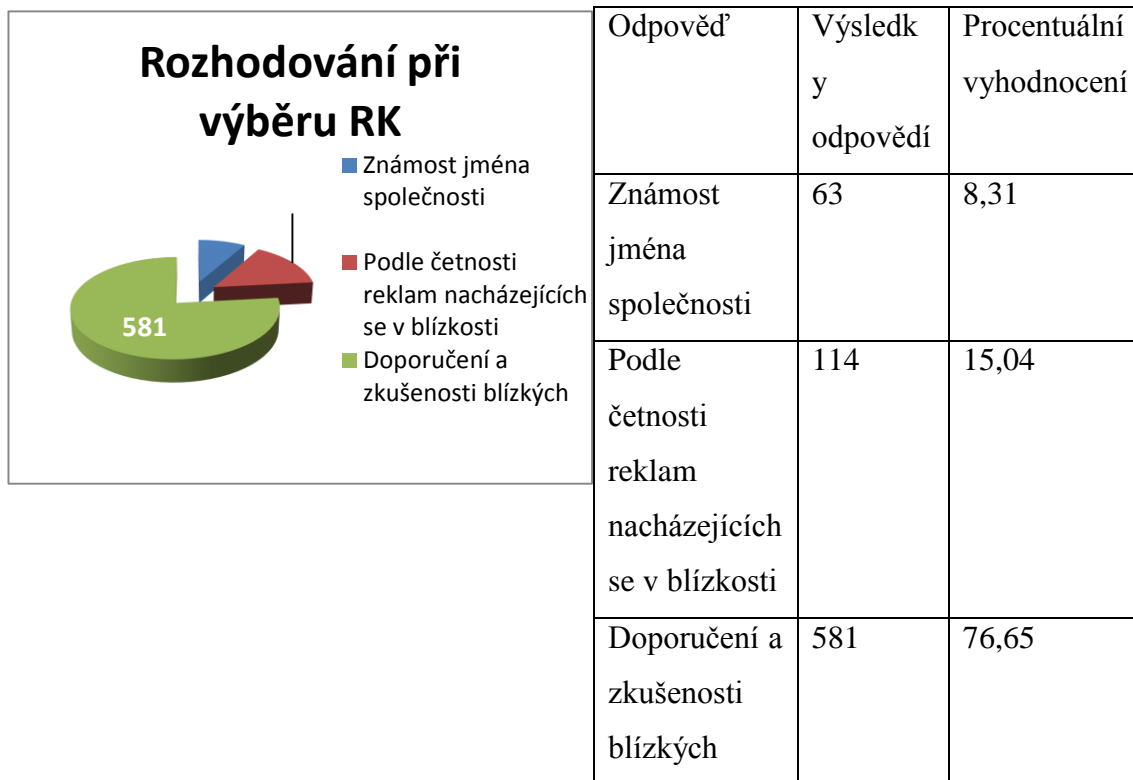 Rozhodování při
výběru RK
Známost jména
společnosti
Podle četnosti
reklam nacházejících
se v blízkosti
Doporučení a
zkušenosti blízkých
581
Odpověď
Výsledk
y
odpovědí
Procentuální
vyhodnocení
Známost
jména
společnosti
63
8,31
Podle
četnosti
reklam
nacházejících
se v blízkosti
114
15,04
Doporučení a
zkušenosti
blízkých
581
76,65